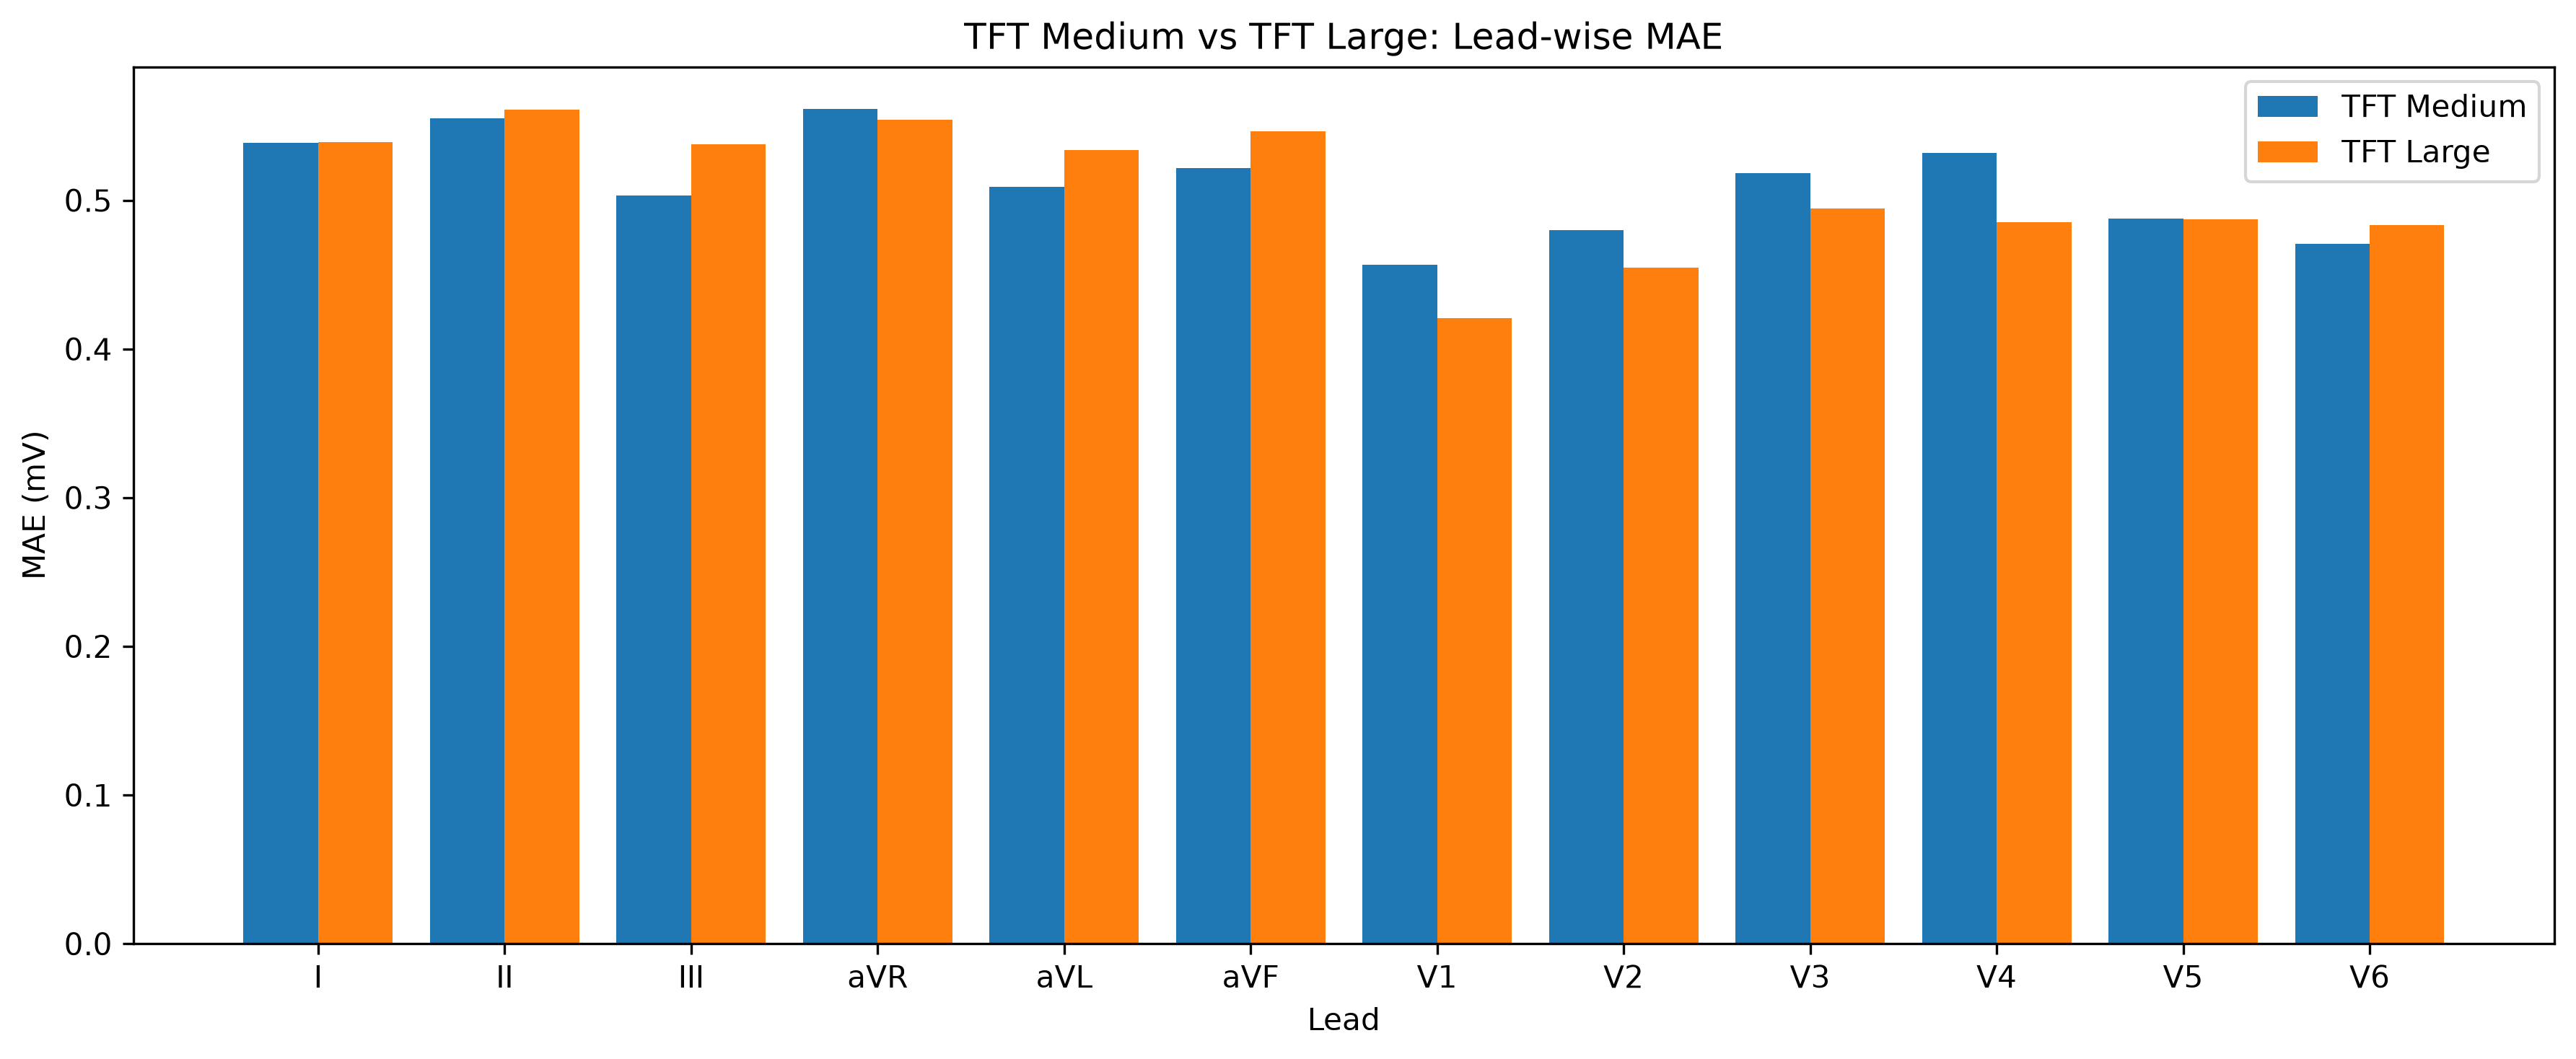 TFT Medium vs TFT Large: Lead-wise MAE
TFT Medium
TFT Large
MAE (mV)
0.5
0.4
0.3
0.2
0.1
0.0
I II III aVR aVL aVF V1 V2 V3 V4 V5 V6
Lead